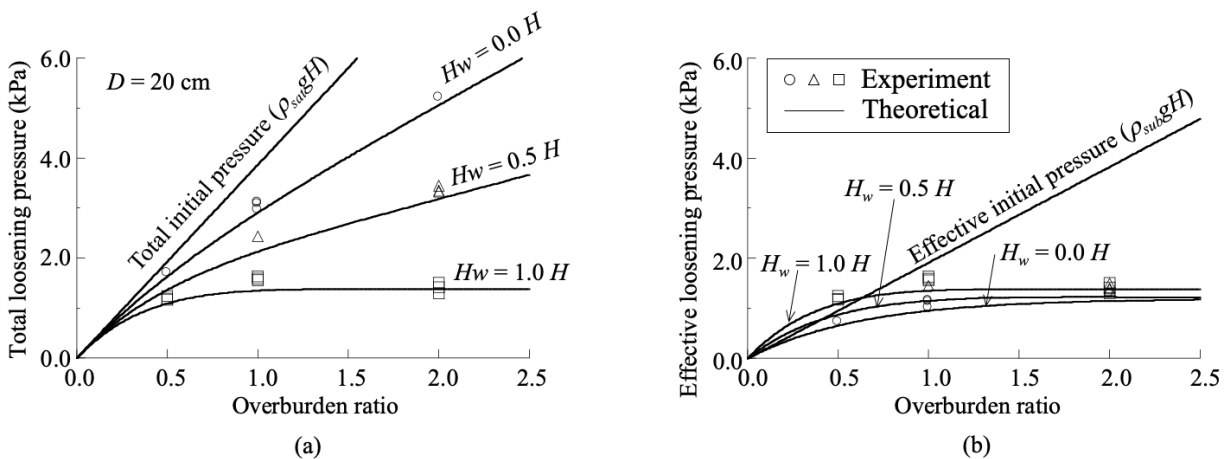 Total loosening pressure (kPa)
6.0
4.0
2.0
0.0
D = 20 cm
Total initial pressure (ρsatgH)
Hw = 0.0 H
Hw = 0.5 H
Hw = 1.0 H
0.0 0.5 1.0 1.5 2.0 2.5
Overburden ratio
(a)
Effective loosening pressure (kPa)
6.0
4.0
2.0
0.0
Experiment
Theoretical
Effective initial pressure (ρsubgH)
Hw = 0.5 H
Hw = 1.0 H
Hw = 0.0 H
0.0 0.5 1.0 1.5 2.0 2.5
Overburden ratio
(b)